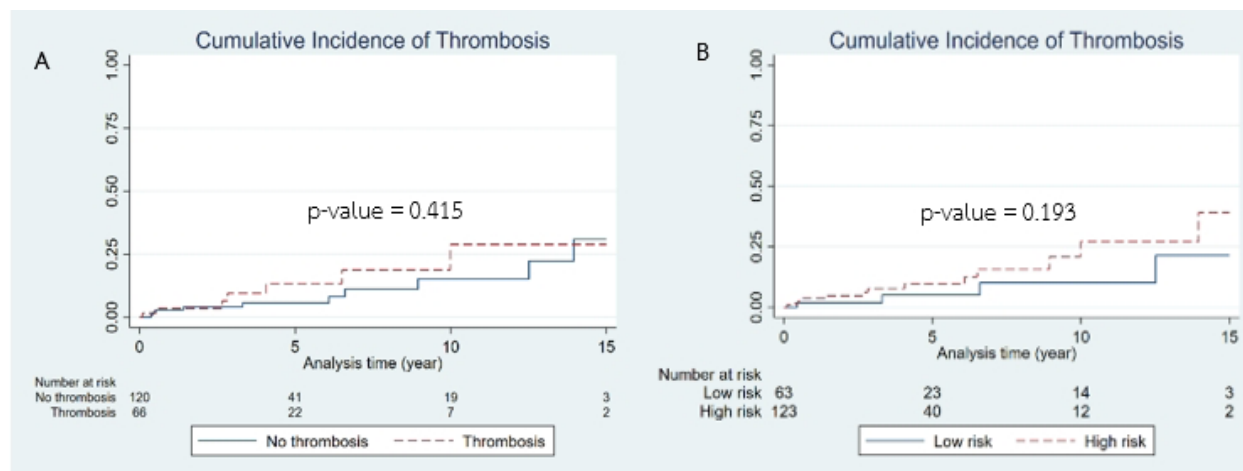 A
Cumulative Incidence of Thrombosis
1.00
0.75
0.50
0.25
0.00
p-value = 0.415
0 5 10 15
Analysis time (year)
Number at risk
No thrombosis 120 41 19 3
Thrombosis 66 22 7 2
No thrombosis Thrombosis
B
Cumulative Incidence of Thrombosis
1.00
0.75
0.50
0.25
0.00
p-value = 0.193
0 5 10 15
Analysis time (year)
Number at risk
Low risk 63 23 14 3
High risk 123 40 12 2
Low risk High risk